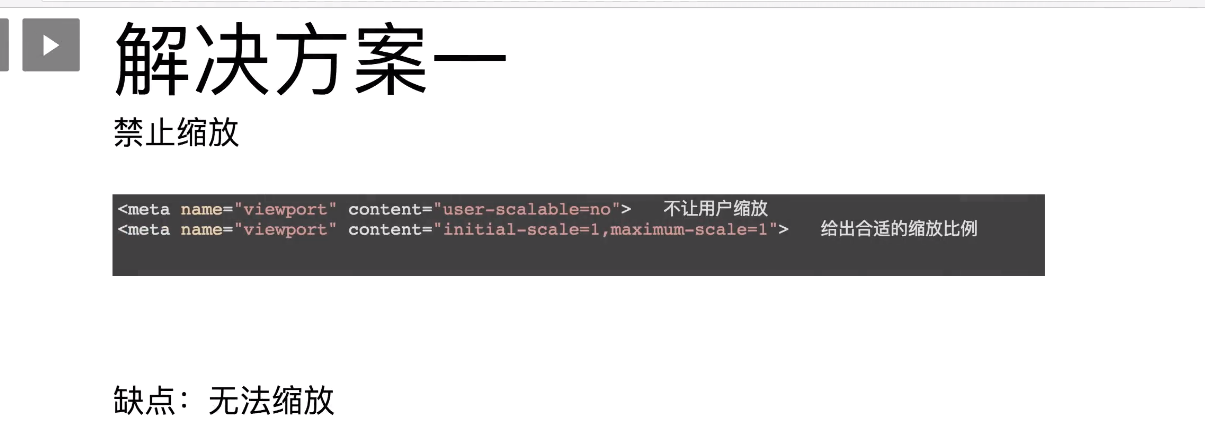 解决方案一
禁止缩放
<meta name="viewport" content="user-scalable=no">   不让用户缩放
<meta name="viewport" content="initial-scale=1,maximum-scale=1">   给出合适的缩放比例
缺点：无法缩放